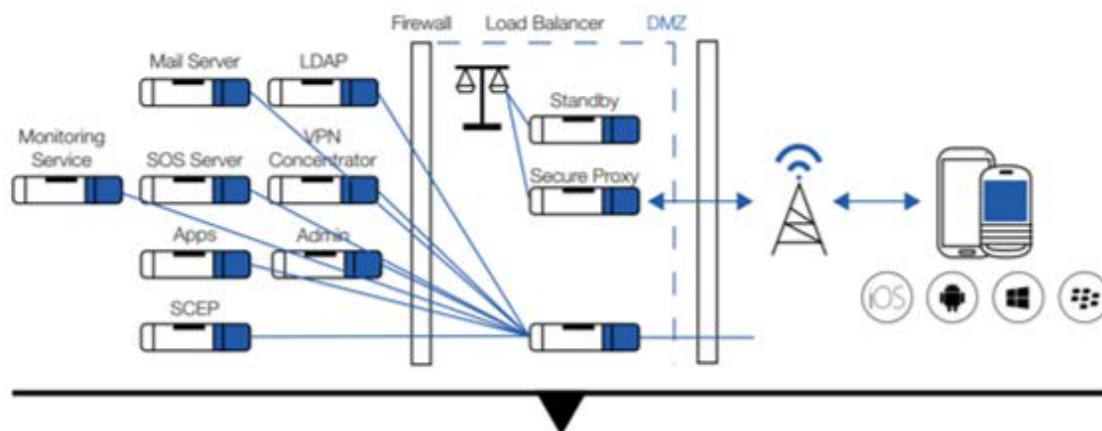 Firewall
Load Balancer
DMZ
Mail Server
LDAP
Standby
Monitoring
Service
SOS Server
VPN
Concentrator
Secure Proxy
Apps
Admin
SCEP
iOS